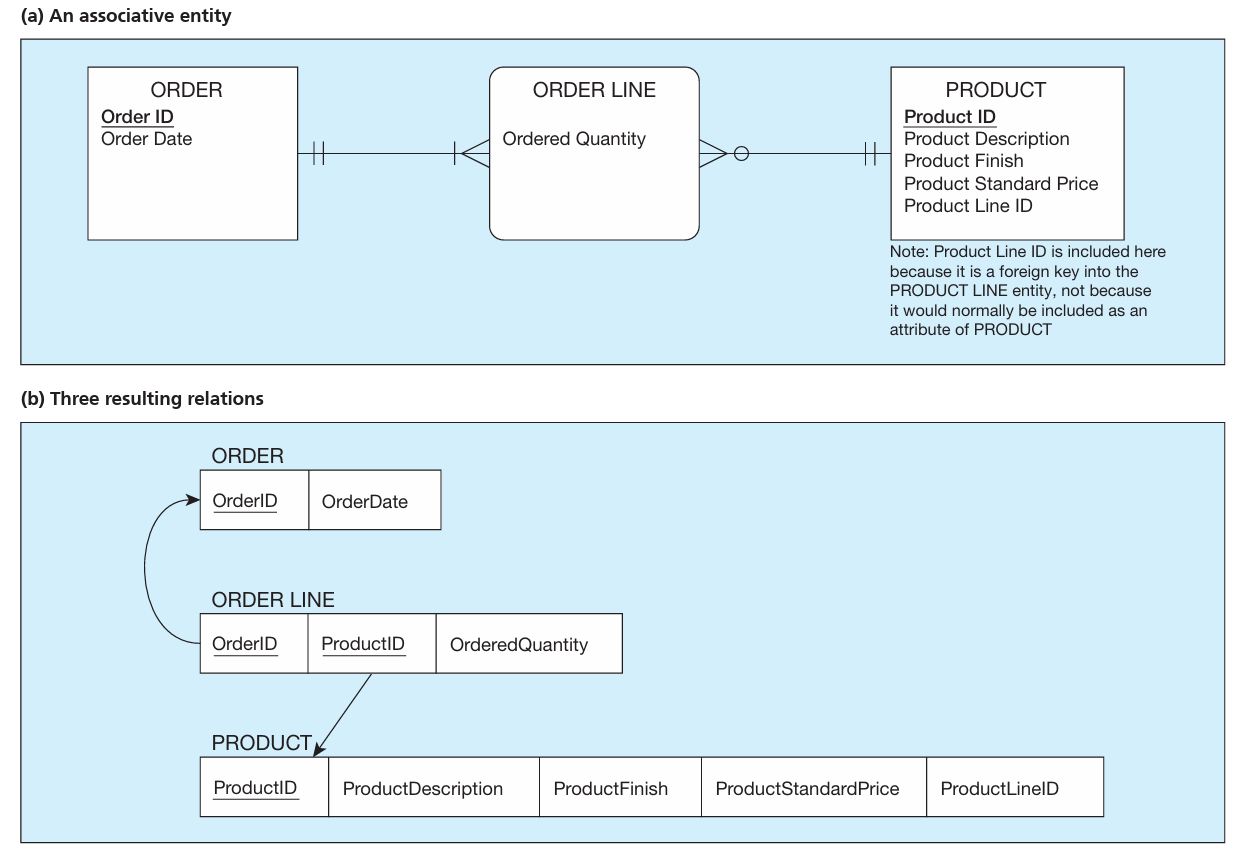 (a) An associative entity
ORDER
Order ID
Order Date
ORDER LINE
Ordered Quantity
PRODUCT
Product ID
Product Description
Product Finish
Product Standard Price
Product Line ID
Note: Product Line ID is included here
because it is a foreign key into the
PRODUCT LINE entity, not because
it would normally be included as an
attribute of PRODUCT
(b) Three resulting relations
ORDER
OrderID OrderDate
ORDER LINE
OrderID ProductID OrderedQuantity
PRODUCT
ProductID ProductDescription ProductFinish ProductStandardPrice ProductLineID